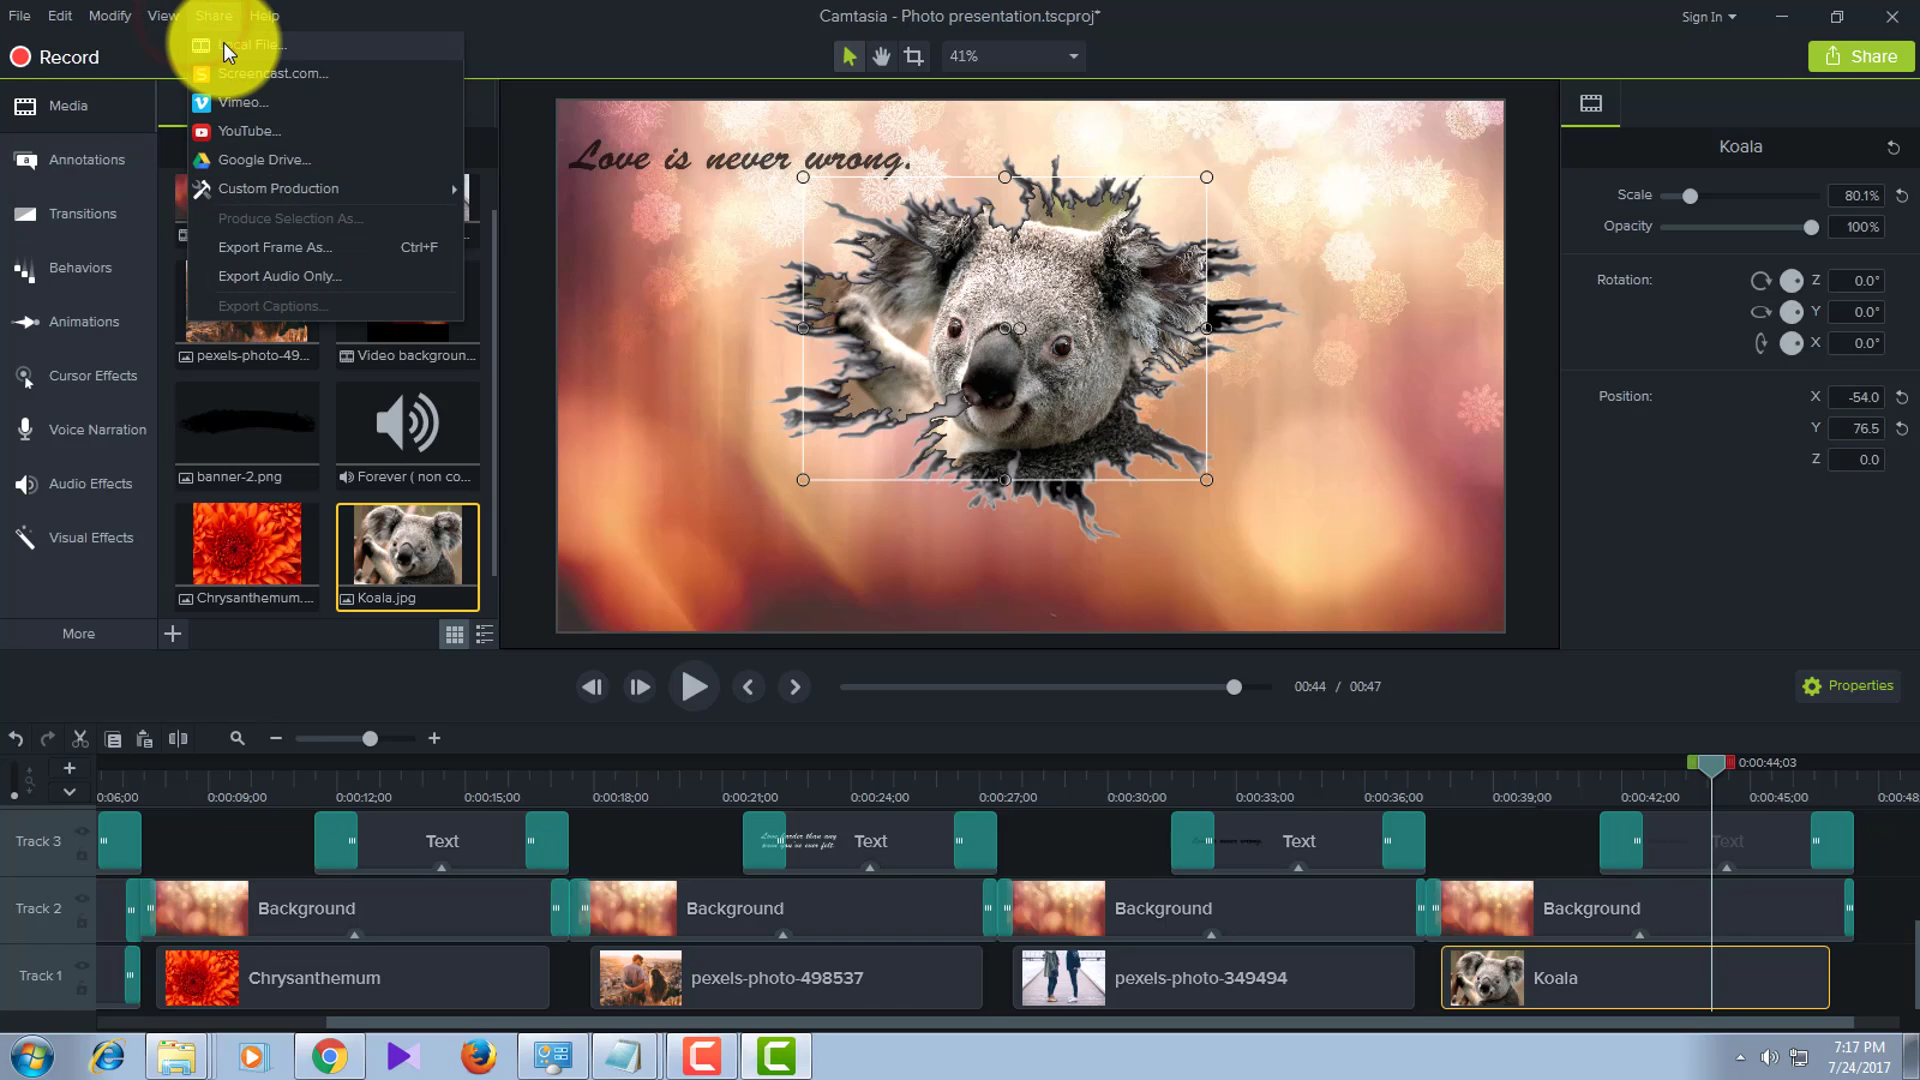 File Edit Modify View Share Help
Camtasia - Photo presentation.tscproj*
Sign In
Record
41%
Share
Local File...
Screencast.com...
Vimeo...
YouTube...
Google Drive...
Custom Production
Produce Selection As...
Export Frame As... Ctrl+F
Export Audio Only...
Export Captions...
Media
Annotations
Transitions
Behaviors
Animations
Cursor Effects
Voice Narration
Audio Effects
Visual Effects
More
pexels-photo-49... Video backgroun...
banner-2.png Forever ( non co...
Chrysanthemum.... Koala.jpg
Love is never wrong.
Koala
Scale 80.1%
Opacity 100%
Rotation: Z 0.0°
Y 0.0°
X 0.0°
Position: X -54.0
Y 76.5
Z 0.0
00:44 / 00:47
Properties
0:00:44;03
0:06;00 0:00:09;00 0:00:12;00 0:00:15;00 0:00:18;00 0:00:21;00 0:00:24;00 0:00:27;00 0:00:30;00 0:00:33;00 0:00:36;00 0:00:39;00 0:00:42;00 0:00:45;00 0:00:48
Track 3 Text Text Text Text
Love harder than any
pain you've ever felt.
Track 2 Background Background Background Background
Track 1 Chrysanthemum pexels-photo-498537 pexels-photo-349494 Koala
7:17 PM
7/24/2017